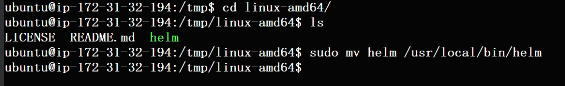 ubuntu@ip-172-31-32-194:/tmp$ cd linux-amd64/
ubuntu@ip-172-31-32-194:/tmp/linux-amd64$ ls
LICENSE  README.md  helm
ubuntu@ip-172-31-32-194:/tmp/linux-amd64$ sudo mv helm /usr/local/bin/helm
ubuntu@ip-172-31-32-194:/tmp/linux-amd64$